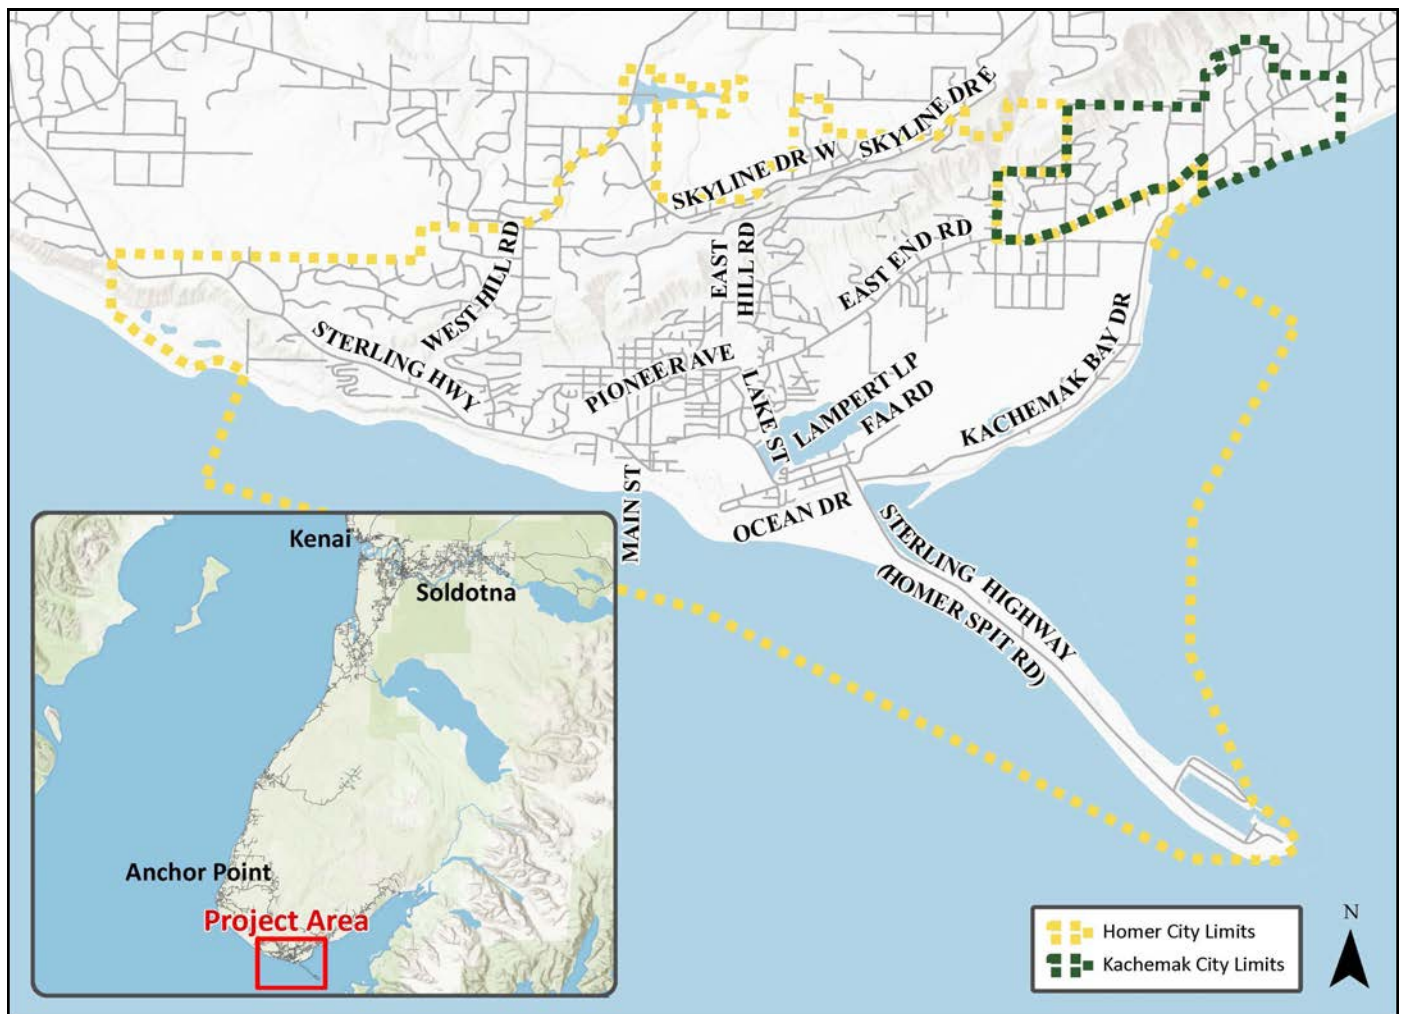 SKYLINE DR E
SKYLINE DR W
WEST HILL RD
EAST
HILL RD
EAST END RD
STERLING HWY
PIONEER AVE
LAKE ST
LAMPERT LP
FAA RD
KACHEMAK BAY DR
MAIN ST
OCEAN DR
STERLING HIGHWAY
(HOMER SPIT RD)
Kenai
Soldotna
Anchor Point
Project Area
Homer City Limits
Kachemak City Limits
N